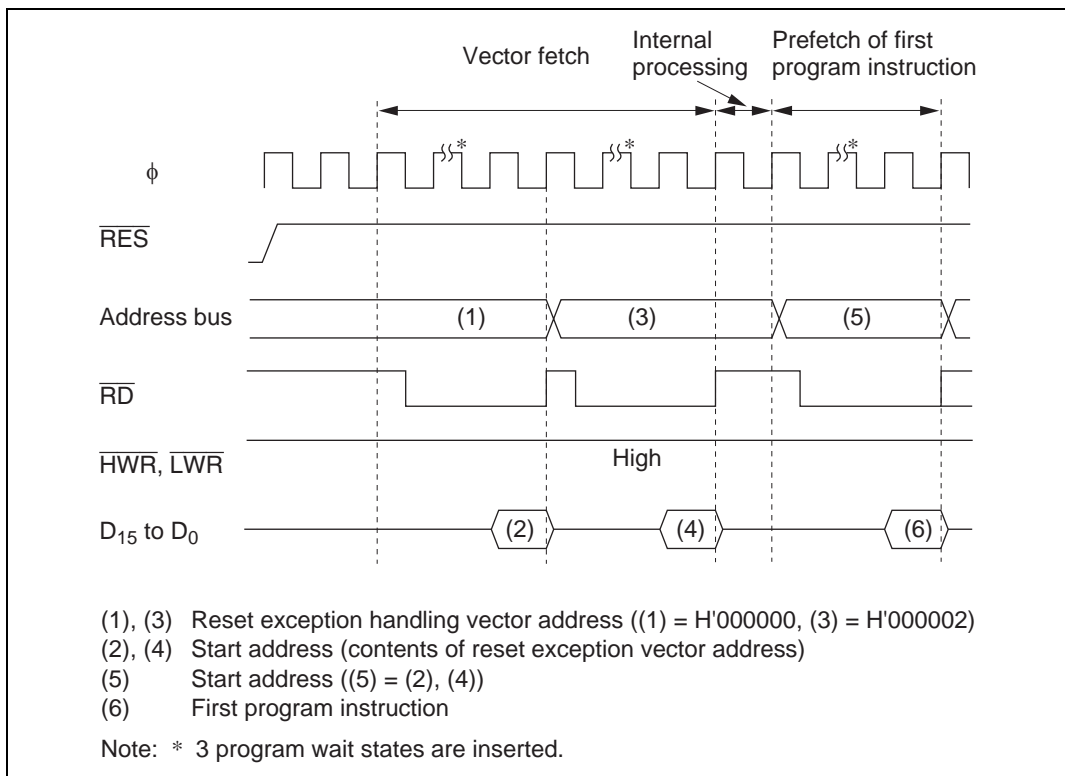 Vector fetch
Internal
processing
Prefetch of first
program instruction
* * *
ϕ
RES
Address bus (1) (3) (5)
RD
HWR, LWR High
D15 to D0 (2) (4) (6)
(1), (3) Reset exception handling vector address ((1) = H'000000, (3) = H'000002)
(2), (4) Start address (contents of reset exception vector address)
(5) Start address ((5) = (2), (4))
(6) First program instruction
Note: * 3 program wait states are inserted.